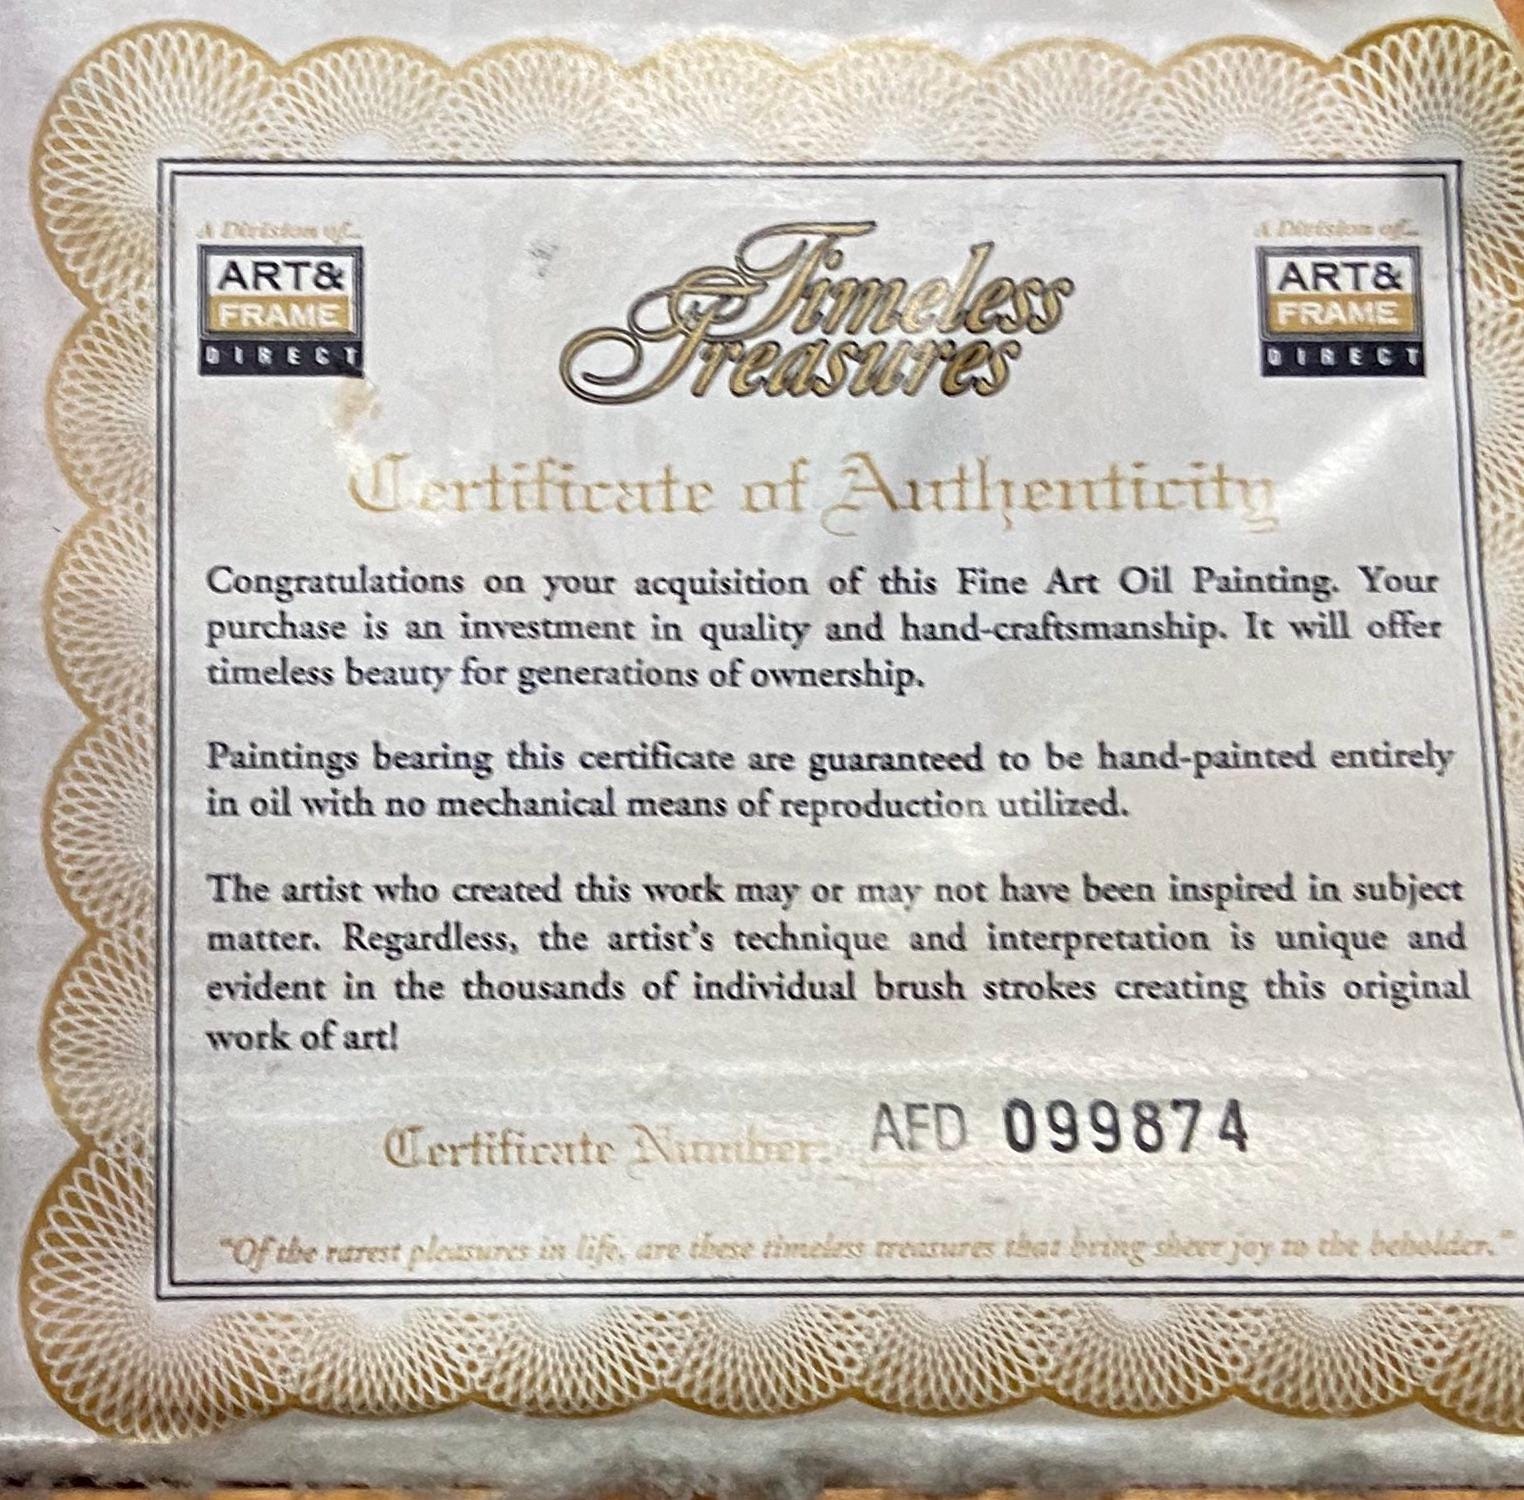 A Division of...
ART&
FRAME
DIRECT
Timeless
Treasures
A Division of...
ART&
FRAME
DIRECT
Certificate of Authenticity
Congratulations on your acquisition of this Fine Art Oil Painting. Your
purchase is an investment in quality and hand-craftsmanship. It will offer
timeless beauty for generations of ownership.
Paintings bearing this certificate are guaranteed to be hand-painted entirely
in oil with no mechanical means of reproduction utilized.
The artist who created this work may or may not have been inspired in subject
matter. Regardless, the artist's technique and interpretation is unique and
evident in the thousands of individual brush strokes creating this original
work of art!
Certificate Number: AFD 099874
"Of the rarest pleasures in life, are these timeless treasures that bring sheer joy to the beholder."